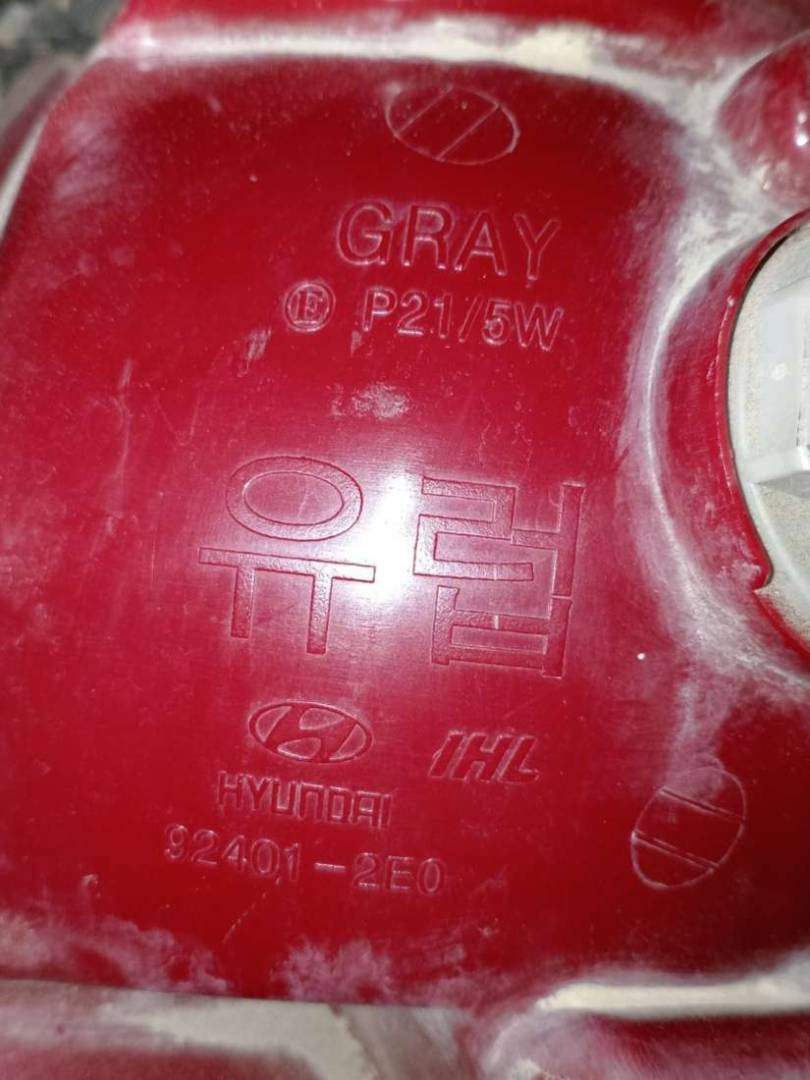 GRAY
Ⓔ P21/5W
유럽
IHL
HYUNDAI
92401-2E0